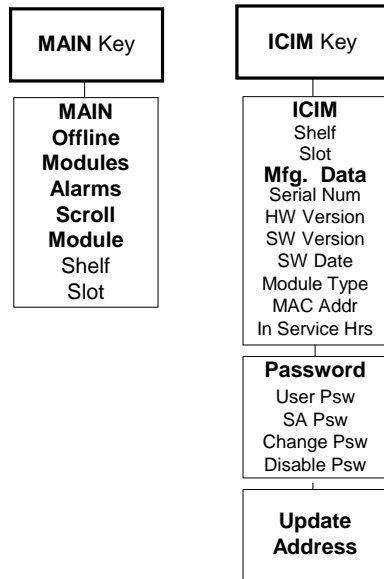 MAIN Key
MAIN
Offline
Modules
Alarms
Scroll
Module
Shelf
Slot
ICIM Key
ICIM
Shelf
Slot
Mfg. Data
Serial Num
HW Version
SW Version
SW Date
Module Type
MAC Addr
In Service Hrs
Password
User Psw
SA Psw
Change Psw
Disable Psw
Update
Address